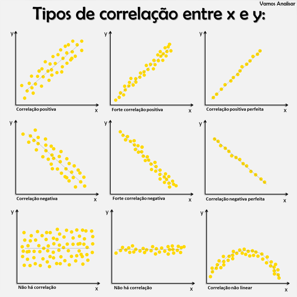 Vamos Analisar
Tipos de correlação entre x e y:
y
y
y
x
x
x
Correlação positiva
Forte correlação positiva
Correlação positiva perfeita
y
y
y
x
x
x
Correlação negativa
Forte correlação negativa
Correlação negativa perfeita
y
y
y
x
x
x
Não há correlação
Não há correlação
Correlação não linear